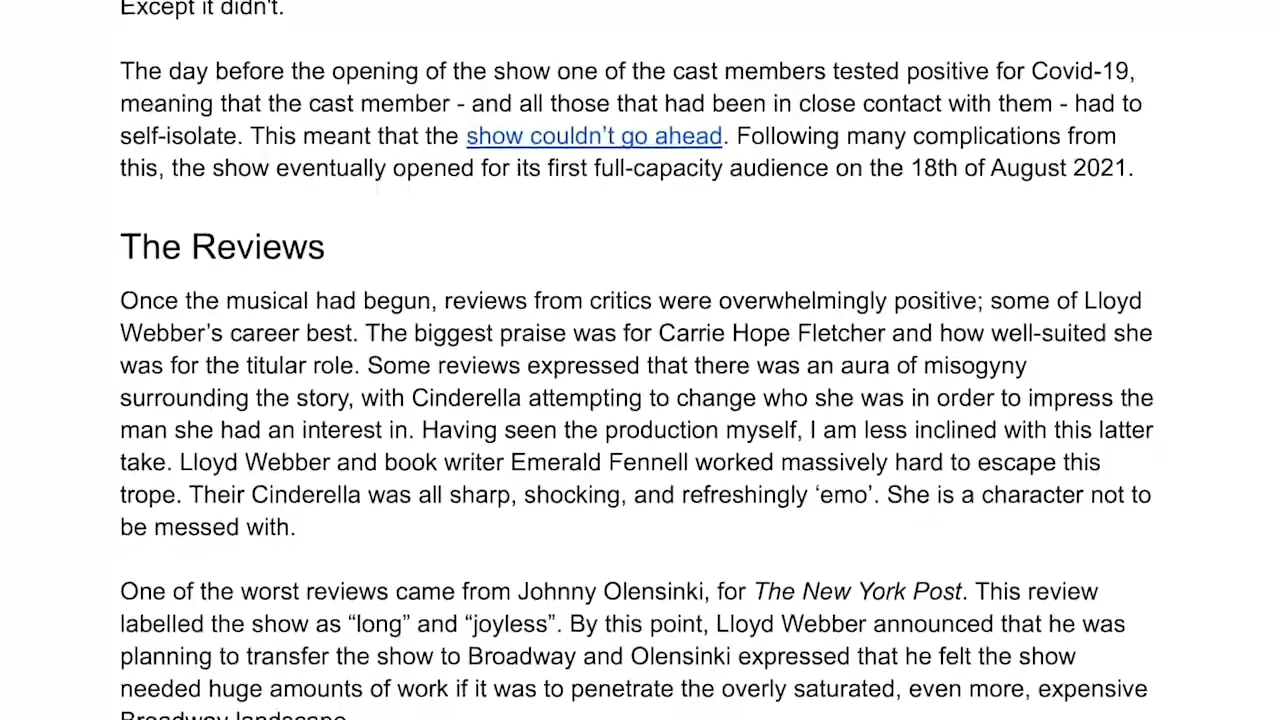 Except it didn't.
The day before the opening of the show one of the cast members tested positive for Covid-19,
meaning that the cast member - and all those that had been in close contact with them - had to
self-isolate. This meant that the show couldn’t go ahead. Following many complications from
this, the show eventually opened for its first full-capacity audience on the 18th of August 2021.
The Reviews
Once the musical had begun, reviews from critics were overwhelmingly positive; some of Lloyd
Webber’s career best. The biggest praise was for Carrie Hope Fletcher and how well-suited she
was for the titular role. Some reviews expressed that there was an aura of misogyny
surrounding the story, with Cinderella attempting to change who she was in order to impress the
man she had an interest in. Having seen the production myself, I am less inclined with this latter
take. Lloyd Webber and book writer Emerald Fennell worked massively hard to escape this
trope. Their Cinderella was all sharp, shocking, and refreshingly ‘emo’. She is a character not to
be messed with.
One of the worst reviews came from Johnny Olensinki, for The New York Post. This review
labelled the show as “long” and “joyless”. By this point, Lloyd Webber announced that he was
planning to transfer the show to Broadway and Olensinki expressed that he felt the show
needed huge amounts of work if it was to penetrate the overly saturated, even more, expensive
Broadway landscape.